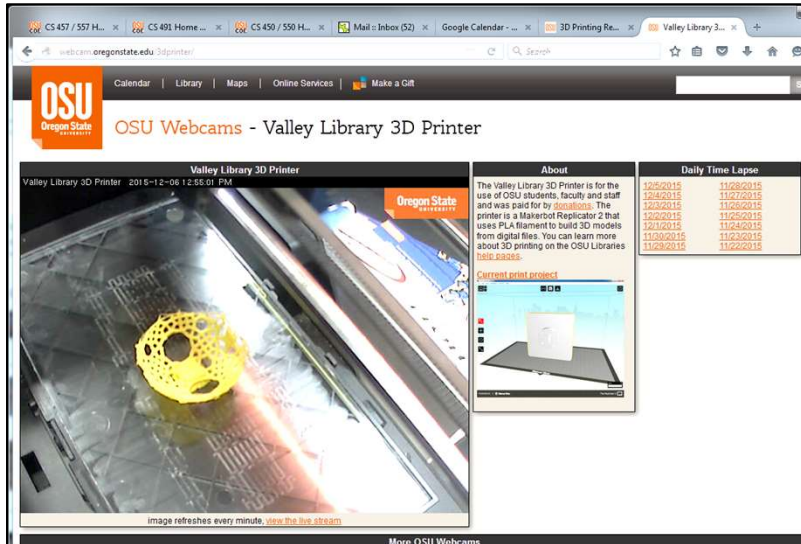 CS 457 / 557 H...
CS 491 Home ...
CS 450 / 550 H...
Mail :: Inbox (52)
Google Calendar - ...
3D Printing Re...
Valley Library 3...
webcam.oregonstate.edu/3dprinter/
Search
Calendar | Library | Maps | Online Services | Make a Gift
OSU
Oregon State
UNIVERSITY
OSU Webcams - Valley Library 3D Printer
Valley Library 3D Printer
Valley Library 3D Printer 2015-12-06 12:55:01 PM
Oregon State
UNIVERSITY
image refreshes every minute, view the live stream
About
The Valley Library 3D Printer is for the
use of OSU students, faculty and staff
and was paid for by donations. The
printer is a Makerbot Replicator 2 that
uses PLA filament to build 3D models
from digital files. You can learn more
about 3D printing on the OSU Libraries
help pages.
Current print project
Daily Time Lapse
12/5/2015 11/28/2015
12/4/2015 11/27/2015
12/3/2015 11/26/2015
12/2/2015 11/25/2015
12/1/2015 11/24/2015
11/30/2015 11/23/2015
11/29/2015 11/22/2015
More OSU Webcams